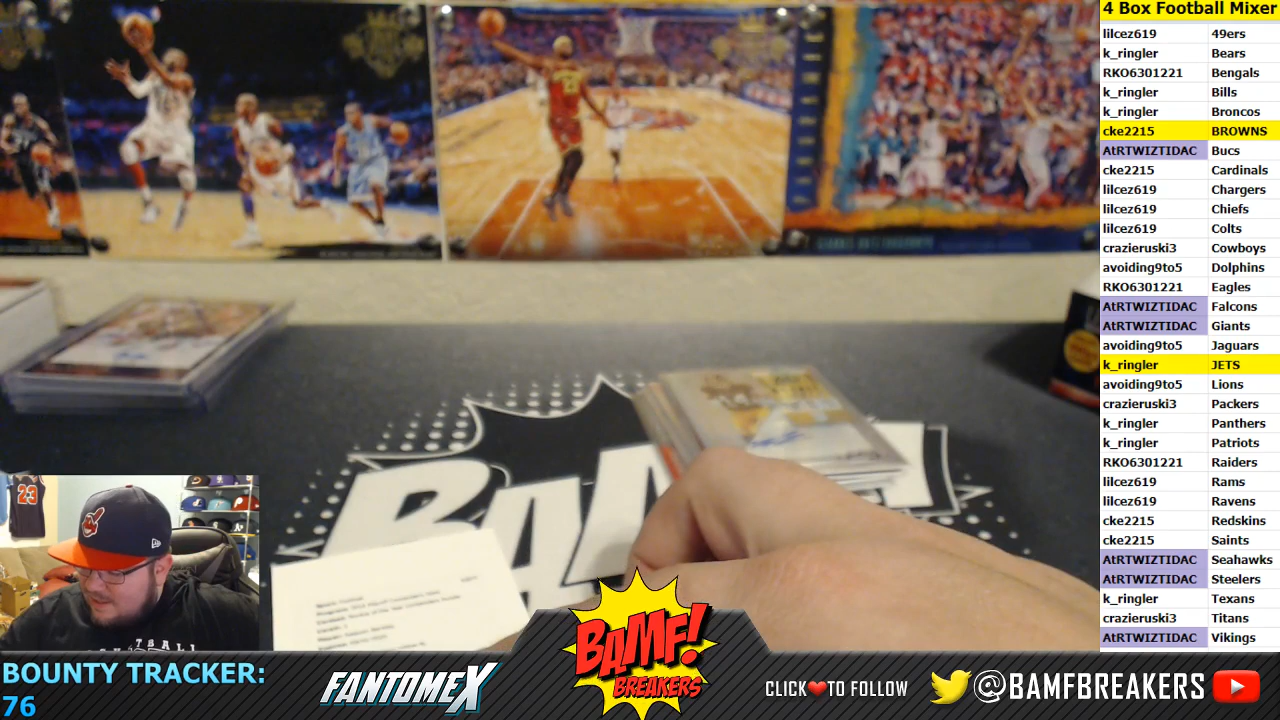 4 Box Football Mixer
lilcez619 49ers
k_ringler Bears
RKO6301221 Bengals
k_ringler Bills
k_ringler Broncos
cke2215 BROWNS
AtRTWIZTIDAC Bucs
cke2215 Cardinals
lilcez619 Chargers
lilcez619 Chiefs
lilcez619 Colts
crazieruski3 Cowboys
avoiding9to5 Dolphins
RKO6301221 Eagles
AtRTWIZTIDAC Falcons
AtRTWIZTIDAC Giants
avoiding9to5 Jaguars
k_ringler JETS
avoiding9to5 Lions
crazieruski3 Packers
k_ringler Panthers
k_ringler Patriots
RKO6301221 Raiders
lilcez619 Rams
lilcez619 Ravens
cke2215 Redskins
cke2215 Saints
AtRTWIZTIDAC Seahawks
AtRTWIZTIDAC Steelers
k_ringler Texans
crazieruski3 Titans
AtRTWIZTIDAC Vikings
23
BAM
BOUNTY TRACKER:
76
FANTOMEX
BAMF!
BREAKERS
CLICK TO FOLLOW
@BAMFBREAKERS